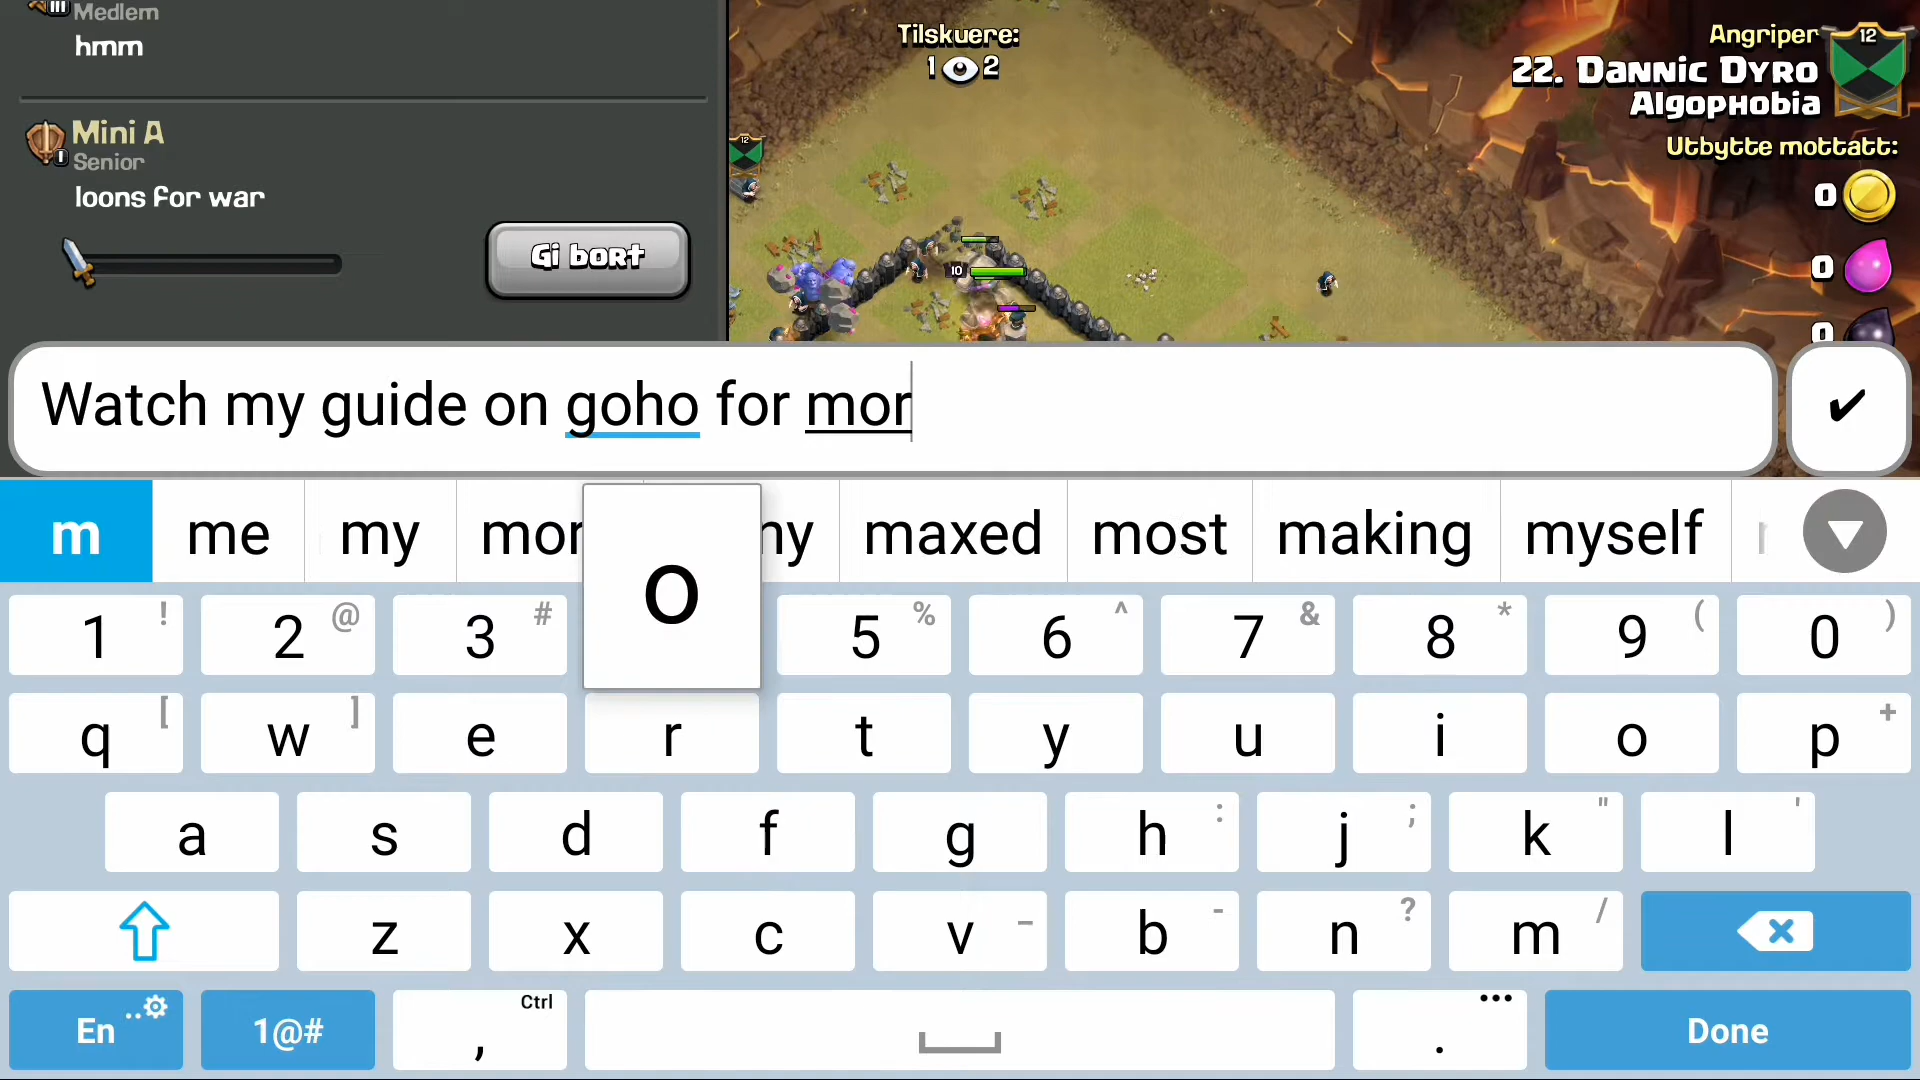 Medlem
hmm
Mini A
Senior
loons for war
Gi bort
Tilskuere:
1 2
Angriper
22. Dannic Dyro
Algophobia
12
Utbytte mottatt:
0
0
0
12
10
Watch my guide on goho for mor
m me my maxed most making myself
o
1 ! 2 @ 3 # 5 % 6 ^ 7 & 8 * 9 ( 0 )
q [ w ] e r t y u i o p +
a s d f g h : j ; k " l '
z x c v _ b - n ? m /
En 1@# , Ctrl . ... Done